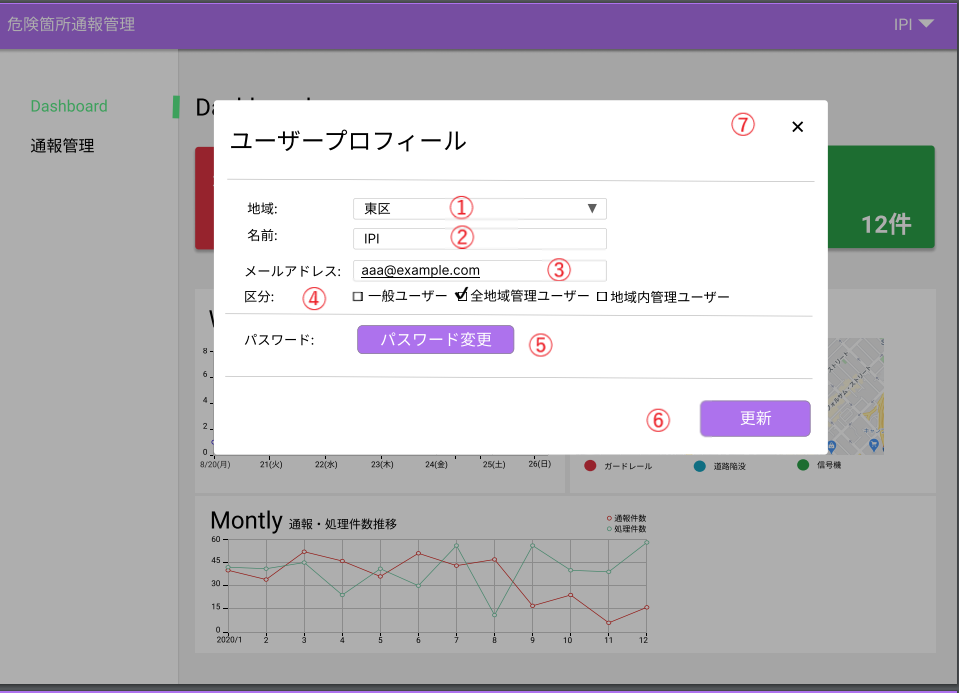 危険箇所通報管理
IPI
Dashboard
通報管理
ユーザープロフィール
⑦
地域:
東区
①
名前:
IPI
②
メールアドレス:
aaa@example.com
③
区分:
④
一般ユーザー
全地域管理ユーザー
地域内管理ユーザー
パスワード:
パスワード変更
⑤
⑥
更新
12件
8
6
4
2
0
8/20(月) 21(火) 22(水) 23(木) 24(金) 25(土) 26(日)
ガードレール
道路陥没
信号機
Montly 通報・処理件数推移
通報件数
処理件数
60
45
30
15
0
2020/1 2 3 4 5 6 7 8 9 10 11 12